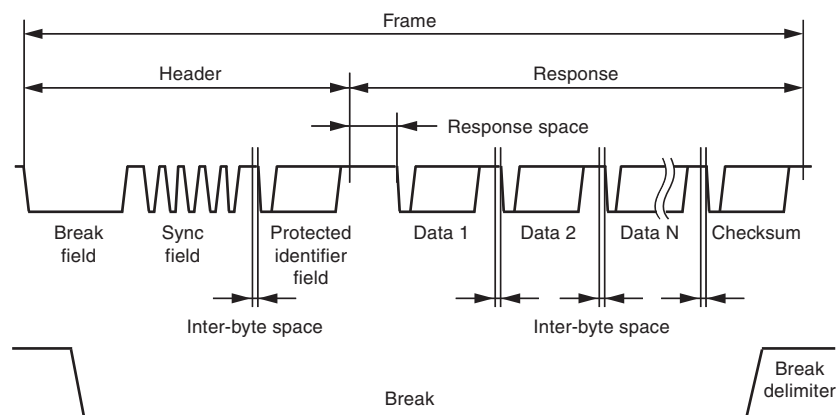 Frame
Header
Response
Response space
Break
field
Sync
field
Protected
identifier
field
Data 1
Data 2
Data N
Checksum
Inter-byte space
Inter-byte space
Break
Break
delimiter